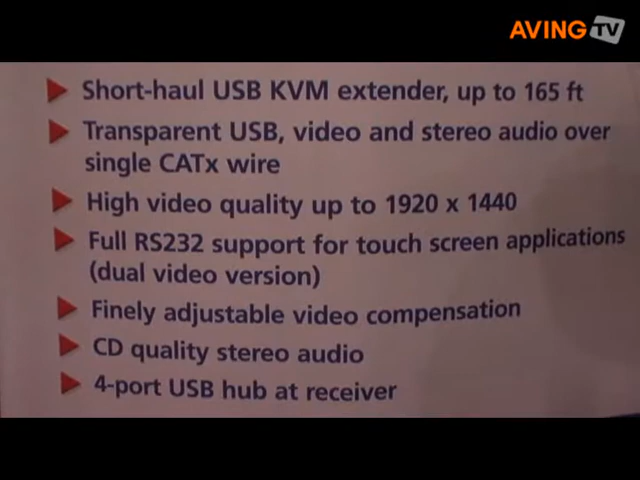 AVING TV
Short-haul USB KVM extender, up to 165 ft
Transparent USB, video and stereo audio over
single CATx wire
High video quality up to 1920 x 1440
Full RS232 support for touch screen applications
(dual video version)
Finely adjustable video compensation
CD quality stereo audio
4-port USB hub at receiver